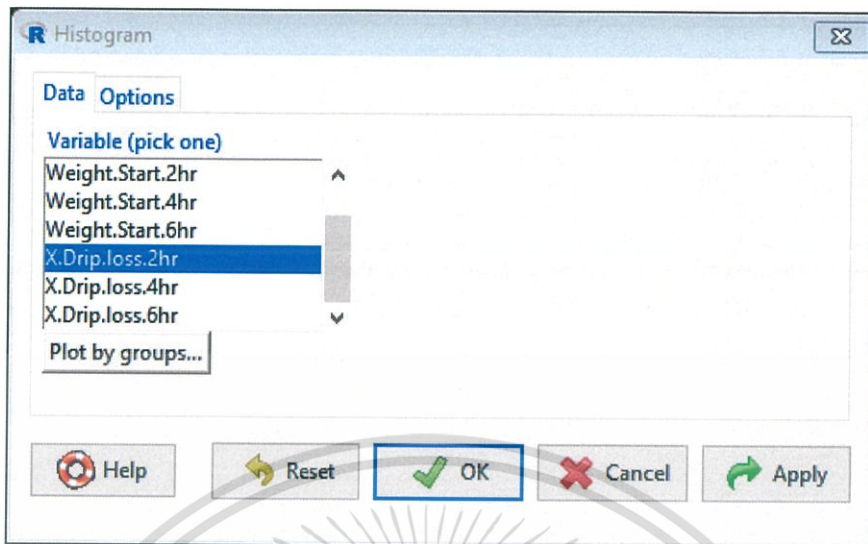 R Histogram
Data Options
Variable (pick one)
Weight.Start.2hr
Weight.Start.4hr
Weight.Start.6hr
X.Drip.loss.2hr
X.Drip.loss.4hr
X.Drip.loss.6hr
Plot by groups...
Help Reset OK Cancel Apply